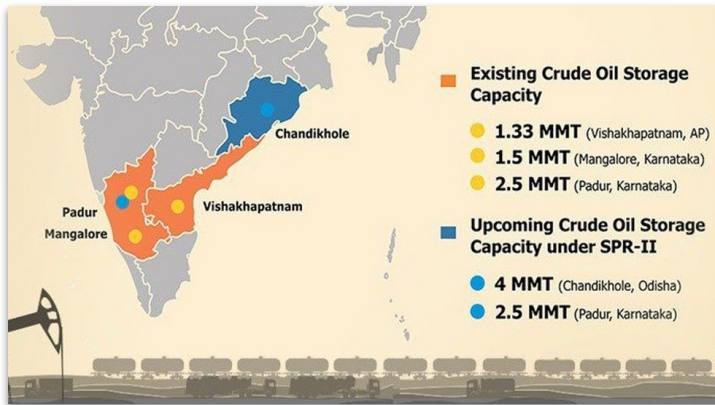 Chandikhole
Padur
Vishakhapatnam
Mangalore
Existing Crude Oil Storage
Capacity
1.33 MMT (Vishakhapatnam, AP)
1.5 MMT (Mangalore, Karnataka)
2.5 MMT (Padur, Karnataka)
Upcoming Crude Oil Storage
Capacity under SPR-II
4 MMT (Chandikhole, Odisha)
2.5 MMT (Padur, Karnataka)